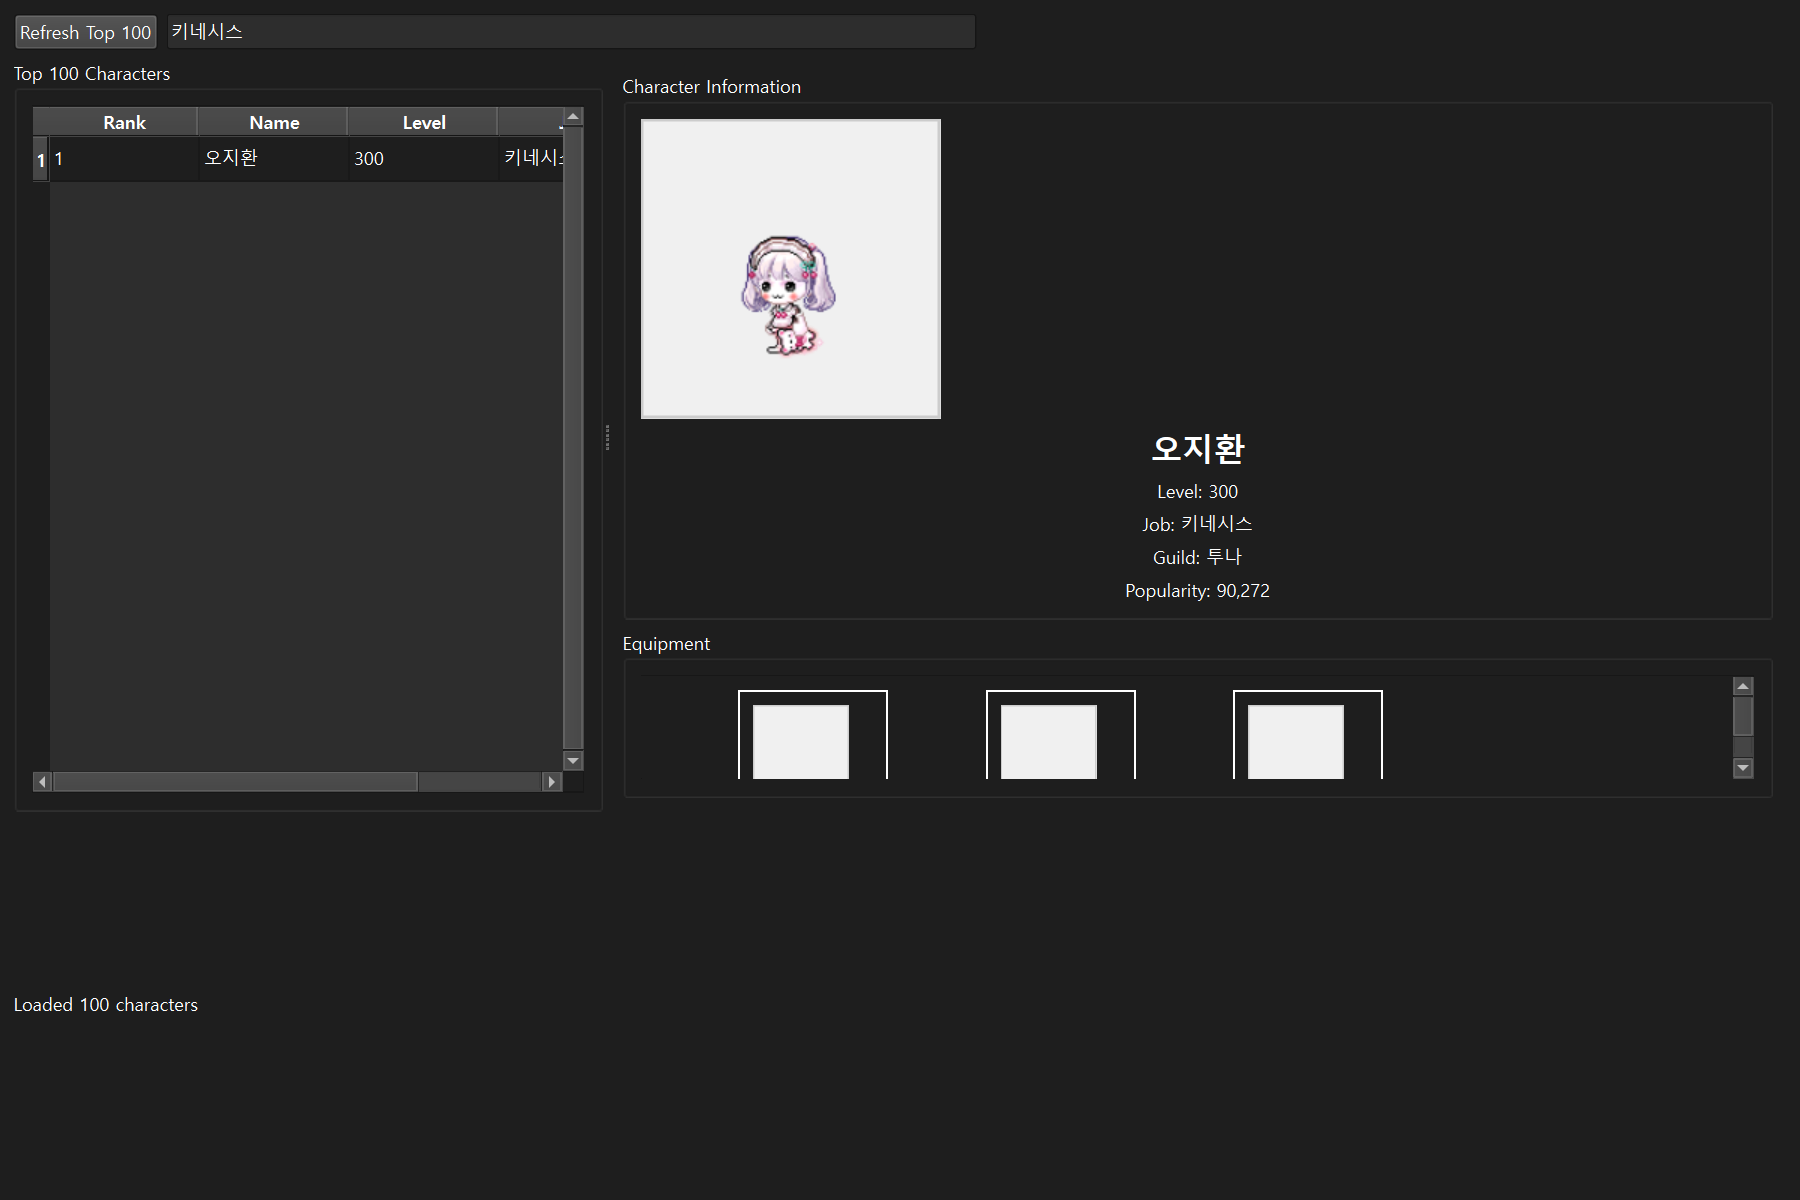 Refresh Top 100 키네시스
Top 100 Characters
Rank Name Level
1 1 오지환 300 키네시스
Character Information
오지환
Level: 300
Job: 키네시스
Guild: 투나
Popularity: 90,272
Equipment
Loaded 100 characters